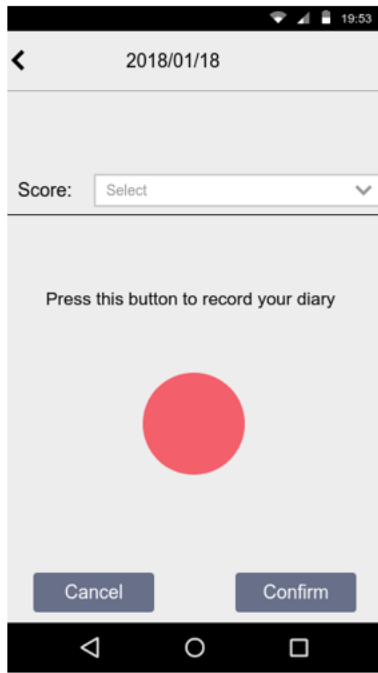 19:53
2018/01/18
Score: Select
Press this button to record your diary
Cancel Confirm